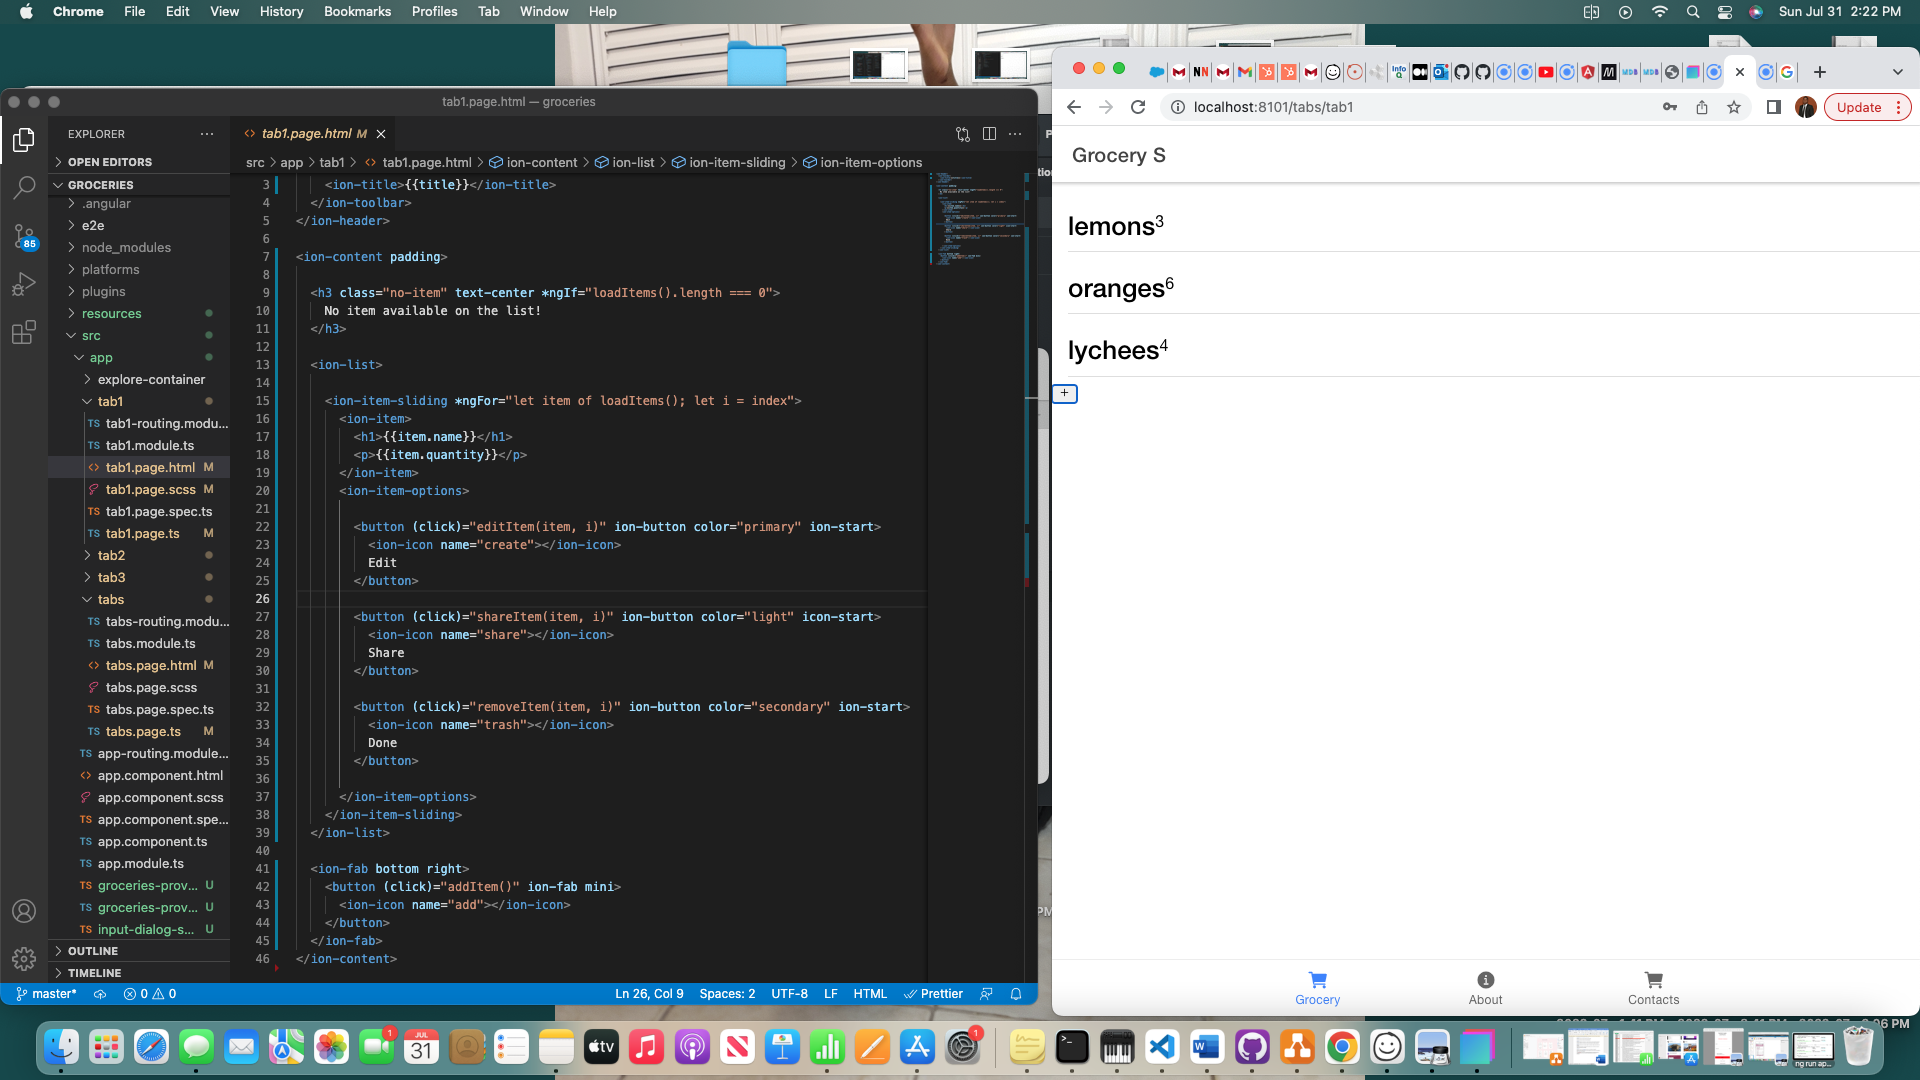 Chrome File Edit View History Bookmarks Profiles Tab Window Help Sun Jul 31 2:22 PM
tab1.page.html — groceries
EXPLORER
OPEN EDITORS
GROCERIES
.angular
e2e
node_modules
platforms
plugins
resources
src
app
explore-container
tab1
TS tab1-routing.modu...
TS tab1.module.ts
<> tab1.page.html M
tab1.page.scss M
TS tab1.page.spec.ts
TS tab1.page.ts M
tab2
tab3
tabs
TS tabs-routing.modu...
TS tabs.module.ts
<> tabs.page.html M
tabs.page.scss
TS tabs.page.spec.ts
TS tabs.page.ts M
TS app-routing.module...
<> app.component.html
app.component.scss
TS app.component.spe...
TS app.component.ts
TS app.module.ts
TS groceries-prov... U
TS groceries-prov... U
TS input-dialog-s... U
OUTLINE
TIMELINE
85
<> tab1.page.html M
src > app > tab1 > <> tab1.page.html > ion-content > ion-list > ion-item-sliding > ion-item-options
3 <ion-title>{{title}}</ion-title>
4 </ion-toolbar>
5 </ion-header>
6
7 <ion-content padding>
8
9 <h3 class="no-item" text-center *ngIf="loadItems().length === 0">
10 No item available on the list!
11 </h3>
12
13 <ion-list>
14
15 <ion-item-sliding *ngFor="let item of loadItems(); let i = index">
16 <ion-item>
17 <h1>{{item.name}}</h1>
18 <p>{{item.quantity}}</p>
19 </ion-item>
20 <ion-item-options>
21
22 <button (click)="editItem(item, i)" ion-button color="primary" ion-start>
23 <ion-icon name="create"></ion-icon>
24 Edit
25 </button>
26
27 <button (click)="shareItem(item, i)" ion-button color="light" icon-start>
28 <ion-icon name="share"></ion-icon>
29 Share
30 </button>
31
32 <button (click)="removeItem(item, i)" ion-button color="secondary" ion-start>
33 <ion-icon name="trash"></ion-icon>
34 Done
35 </button>
36
37 </ion-item-options>
38 </ion-item-sliding>
39 </ion-list>
40
41 <ion-fab bottom right>
42 <button (click)="addItem()" ion-fab mini>
43 <ion-icon name="add"></ion-icon>
44 </button>
45 </ion-fab>
46 </ion-content>
master* 0 0 Ln 26, Col 9 Spaces: 2 UTF-8 LF HTML Prettier
localhost:8101/tabs/tab1 Update
Grocery S
lemons3
oranges6
lychees4
+
Grocery About Contacts
1
JUL
31
tv
1